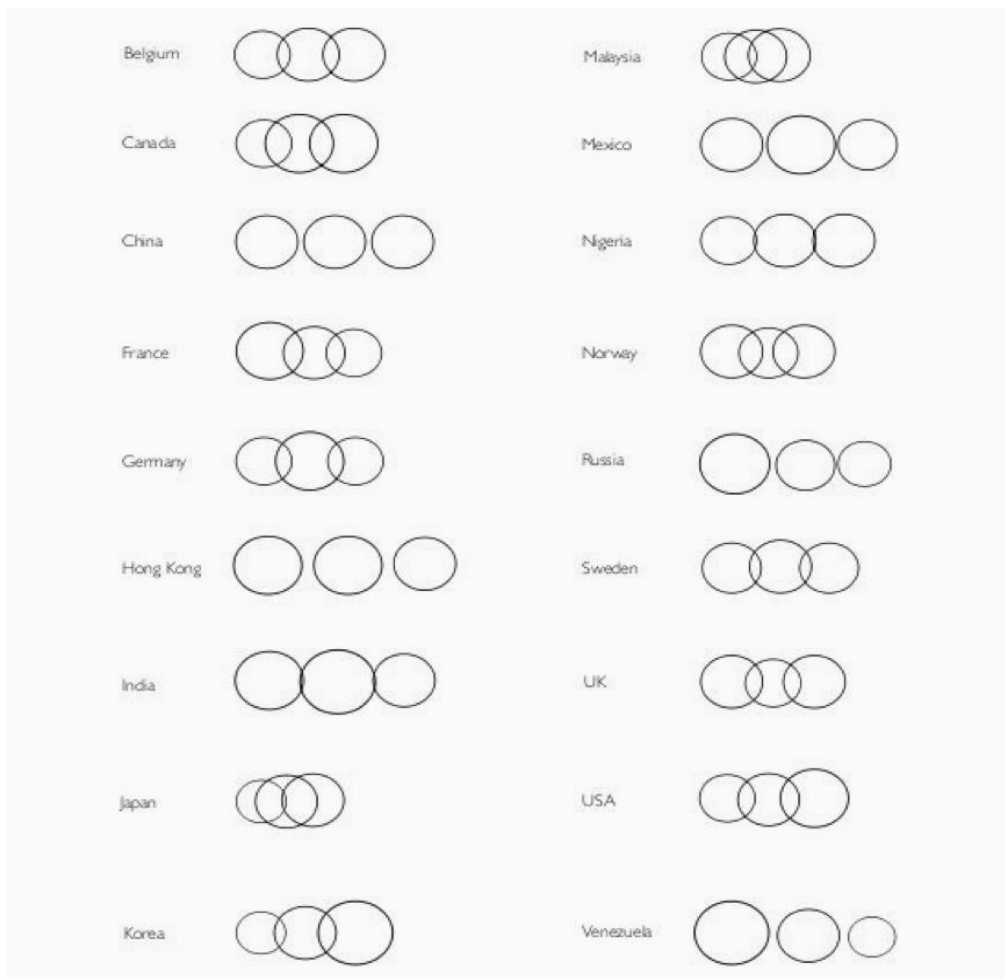 Belgium
Canada
China
France
Germany
Hong Kong
India
Japan
Korea
Malaysia
Mexico
Nigeria
Norway
Russia
Sweden
UK
USA
Venezuela